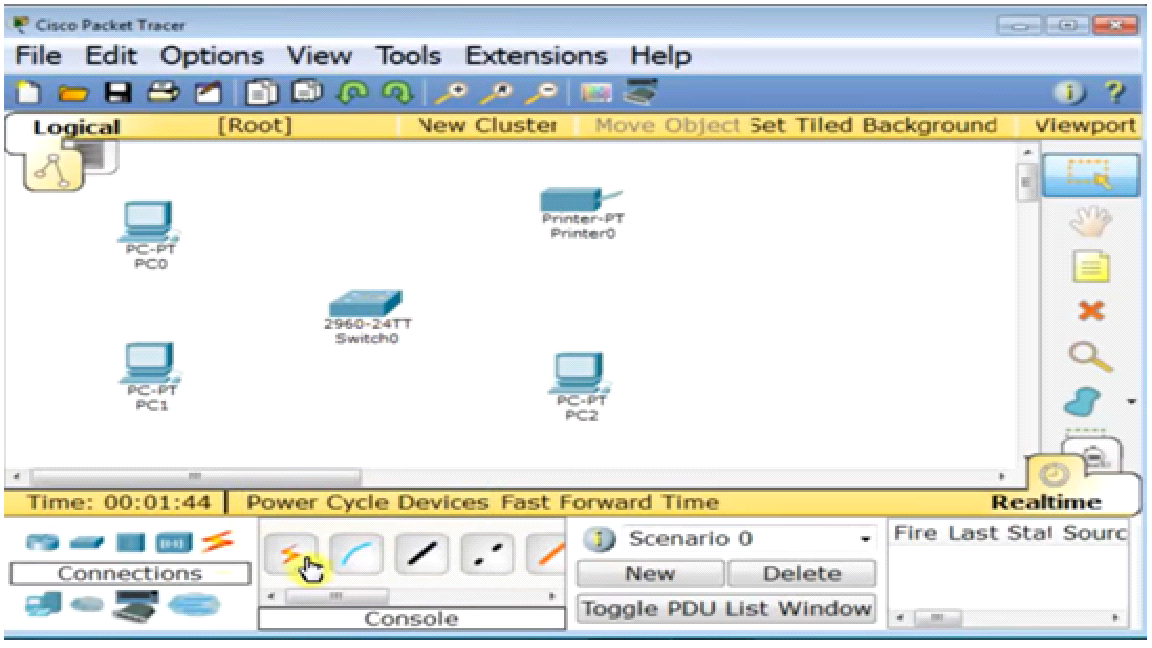 Cisco Packet Tracer
File Edit Options View Tools Extensions Help
Logical [Root] New Cluster Move Object Set Tiled Background Viewport
Printer-PT
Printer0
PC-PT
PC0
2960-24TT
Switch0
PC-PT
PC1
PC-PT
PC2
Time: 00:01:44 Power Cycle Devices Fast Forward Time Realtime
Scenario 0
Fire Last Stat Sourc
Connections
New Delete
Toggle PDU List Window
Console